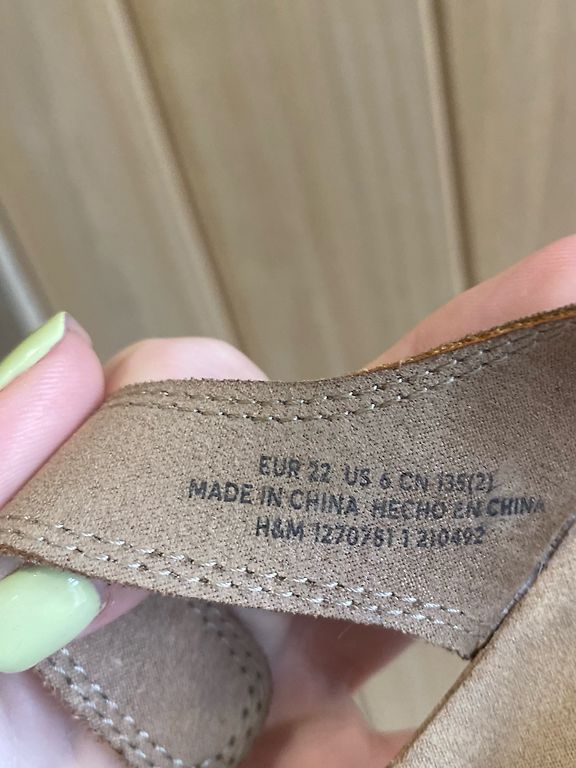 EUR 22 US 6 CN 135(2)
MADE IN CHINA. HECHO EN CHINA
H&M 1270781 1 210492